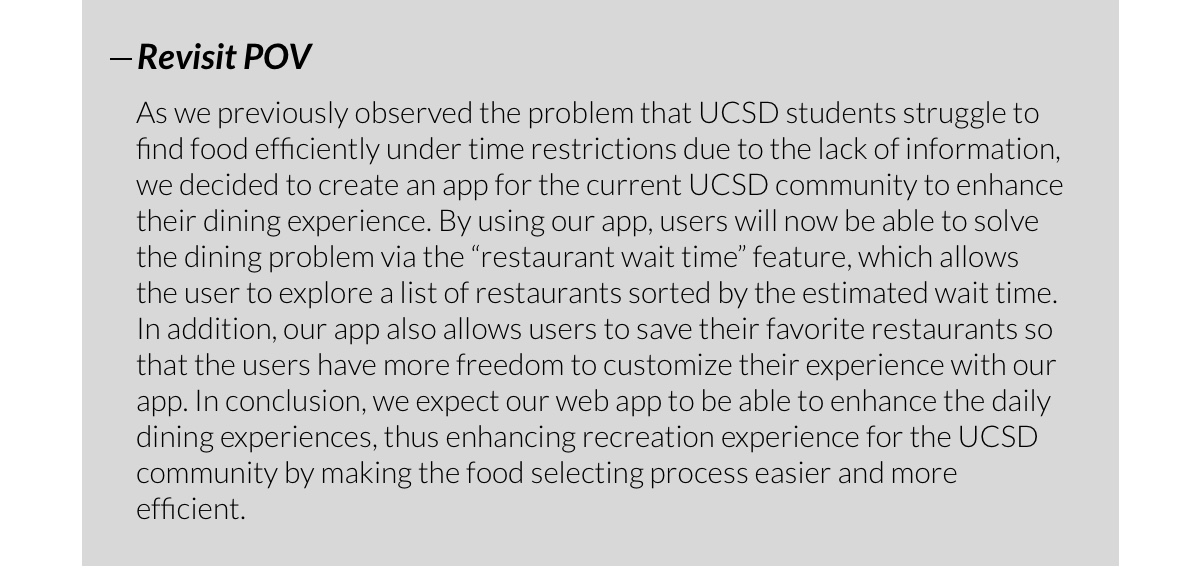 — Revisit POV
As we previously observed the problem that UCSD students struggle to
find food efficiently under time restrictions due to the lack of information,
we decided to create an app for the current UCSD community to enhance
their dining experience. By using our app, users will now be able to solve
the dining problem via the “restaurant wait time” feature, which allows
the user to explore a list of restaurants sorted by the estimated wait time.
In addition, our app also allows users to save their favorite restaurants so
that the users have more freedom to customize their experience with our
app. In conclusion, we expect our web app to be able to enhance the daily
dining experiences, thus enhancing recreation experience for the UCSD
community by making the food selecting process easier and more
efficient.